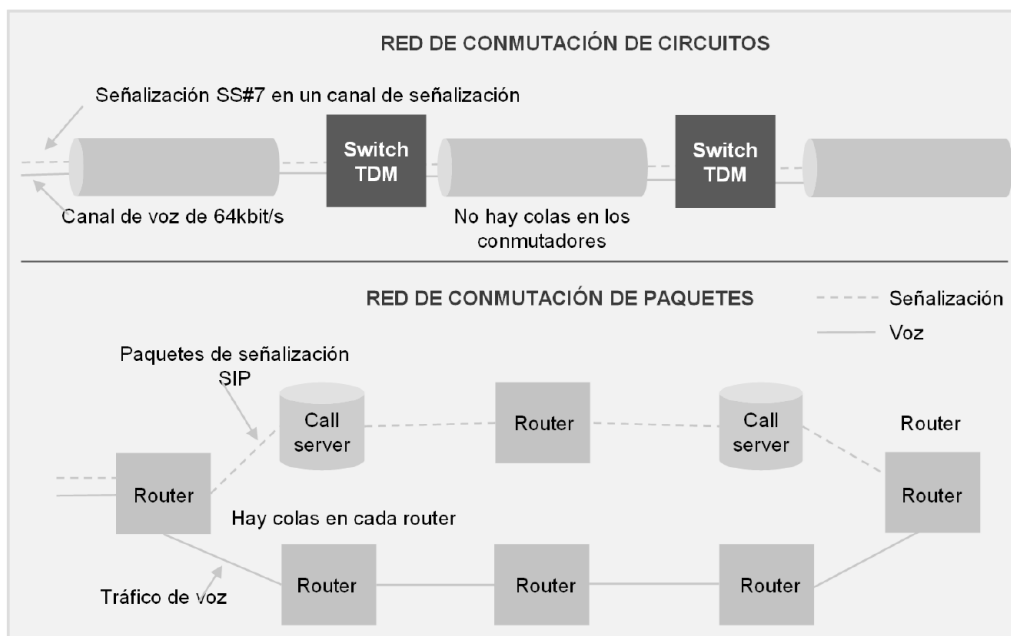 RED DE CONMUTACIÓN DE CIRCUITOS
Señalización SS#7 en un canal de señalización
Switch
TDM
Switch
TDM
Canal de voz de 64kbit/s
No hay colas en los
conmutadores
RED DE CONMUTACIÓN DE PAQUETES
Señalización
Voz
Paquetes de señalización
SIP
Call
server
Router
Call
server
Router
Router
Router
Hay colas en cada router
Router
Router
Router
Tráfico de voz